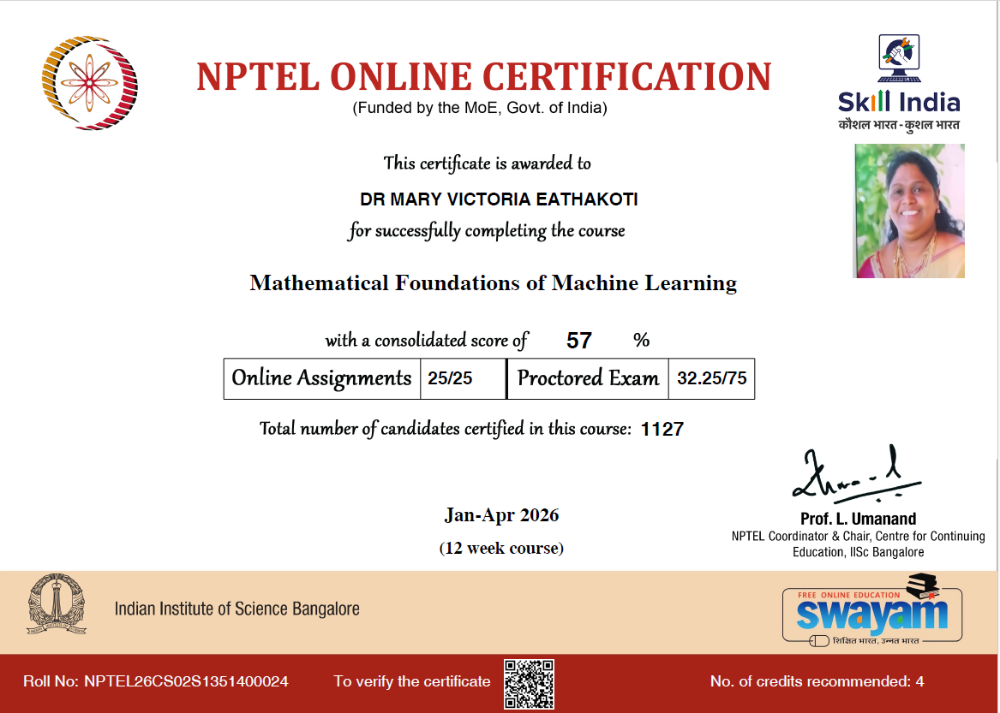 NPTEL ONLINE CERTIFICATION
(Funded by the MoE, Govt. of India)
Skill India
कौशल भारत - कुशल भारत
This certificate is awarded to
DR MARY VICTORIA EATHAKOTI
for successfully completing the course
Mathematical Foundations of Machine Learning
with a consolidated score of 57 %
Online Assignments 25/25 Proctored Exam 32.25/75
Total number of candidates certified in this course: 1127
Jan-Apr 2026
(12 week course)
Prof. L. Umanand
NPTEL Coordinator & Chair, Centre for Continuing
Education, IISc Bangalore
Indian Institute of Science Bangalore
FREE ONLINE EDUCATION
swayam
शिक्षित भारत, उन्नत भारत
Roll No: NPTEL26CS02S1351400024 To verify the certificate No. of credits recommended: 4